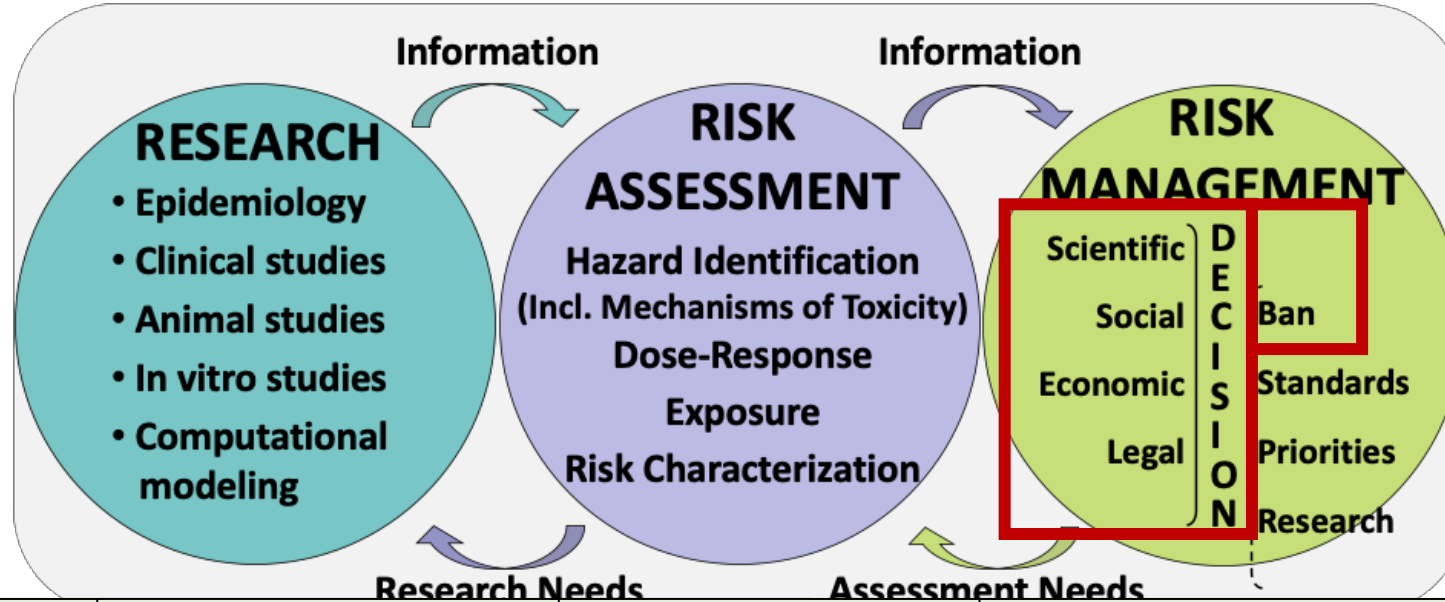 Information
Information
RESEARCH
• Epidemiology
• Clinical studies
• Animal studies
• In vitro studies
• Computational
modeling
RISK
ASSESSMENT
Hazard Identification
(Incl. Mechanisms of Toxicity)
Dose-Response
Exposure
Risk Characterization
RISK
MANAGEMENT
Scientific
Social
Economic
Legal
DECISION
Ban
Standards
Priorities
Research
Research Needs
Assessment Needs